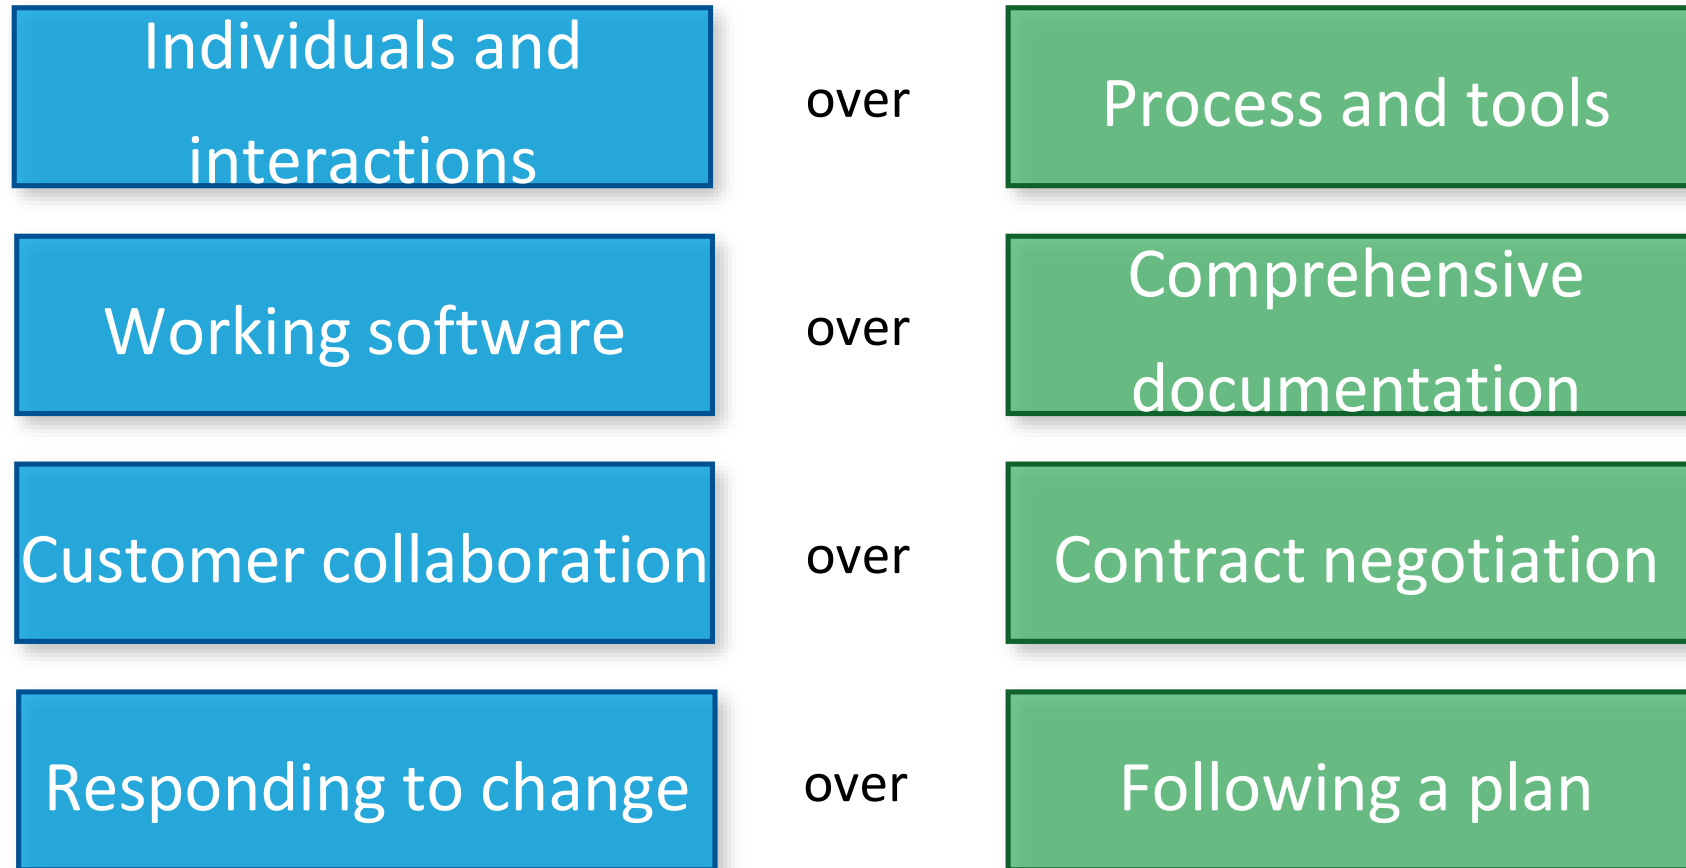 Individuals and
interactions
over
Process and tools
Working software
over
Comprehensive
documentation
Customer collaboration
over
Contract negotiation
Responding to change
over
Following a plan